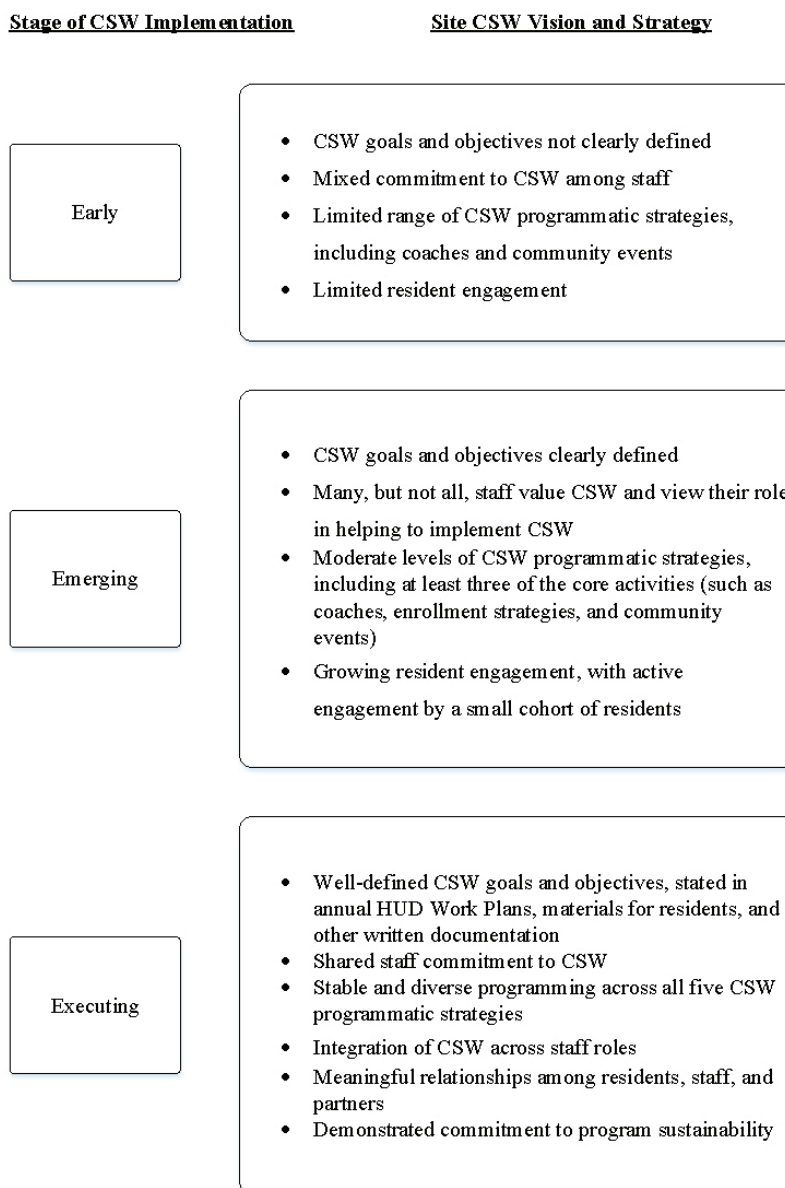 Stage of CSW Implementation Site CSW Vision and Strategy
Early
• CSW goals and objectives not clearly defined
• Mixed commitment to CSW among staff
• Limited range of CSW programmatic strategies,
including coaches and community events
• Limited resident engagement
Emerging
• CSW goals and objectives clearly defined
• Many, but not all, staff value CSW and view their role
in helping to implement CSW
• Moderate levels of CSW programmatic strategies,
including at least three of the core activities (such as
coaches, enrollment strategies, and community
events)
• Growing resident engagement, with active
engagement by a small cohort of residents
Executing
• Well-defined CSW goals and objectives, stated in
annual HUD Work Plans, materials for residents, and
other written documentation
• Shared staff commitment to CSW
• Stable and diverse programming across all five CSW
programmatic strategies
• Integration of CSW across staff roles
• Meaningful relationships among residents, staff, and
partners
• Demonstrated commitment to program sustainability